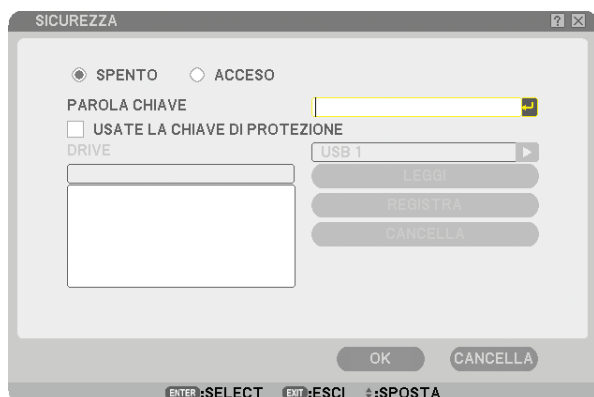 SICUREZZA
SPENTO ACCESO
PAROLA CHIAVE
USATE LA CHIAVE DI PROTEZIONE
DRIVE USB 1
LEGGI
REGISTRA
CANCELLA
OK CANCELLA
ENTER:SELECT EXIT:ESCI :SPOSTA